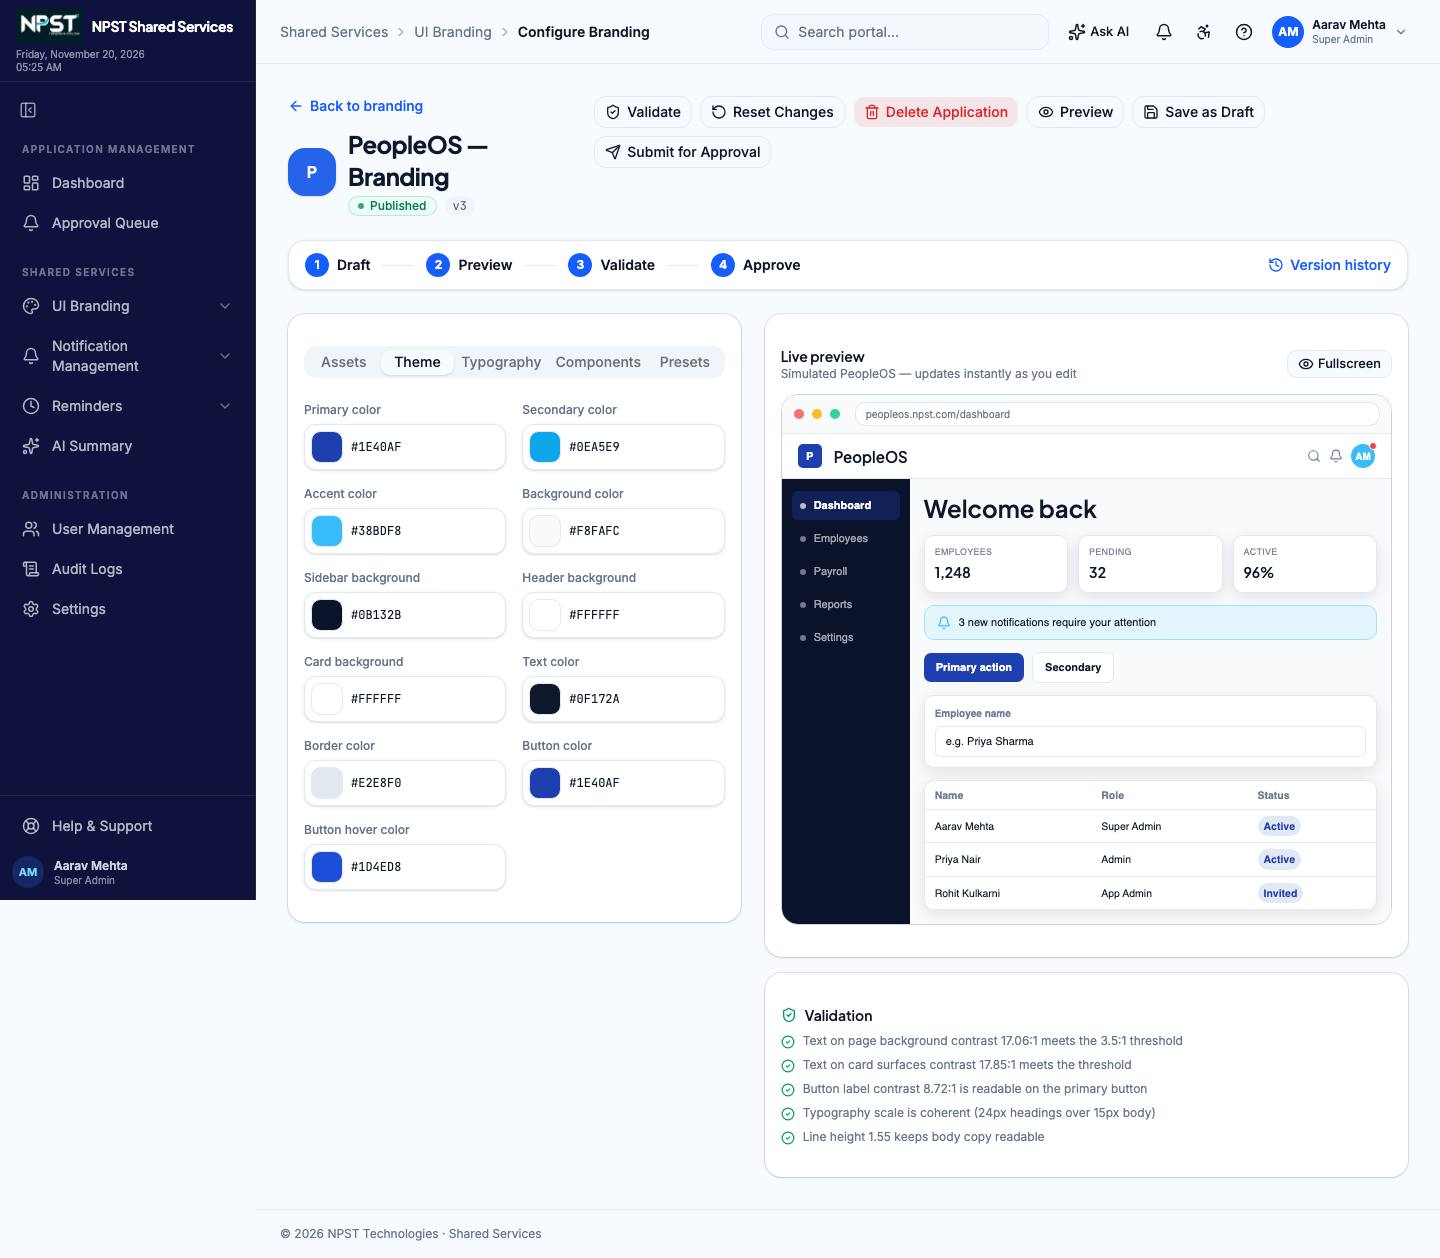 NPST
NPST Shared Services
Friday, November 20, 2026
05:25 AM
APPLICATION MANAGEMENT
Dashboard
Approval Queue
SHARED SERVICES
UI Branding
Notification
Management
Reminders
AI Summary
ADMINISTRATION
User Management
Audit Logs
Settings
Help & Support
AM
Aarav Mehta
Super Admin
Shared Services
UI Branding
Configure Branding
Search portal...
Ask AI
AM
Aarav Mehta
Super Admin
Back to branding
P
PeopleOS —
Branding
Published
v3
Validate
Reset Changes
Delete Application
Preview
Save as Draft
Submit for Approval
1 Draft
2 Preview
3 Validate
4 Approve
Version history
Assets
Theme
Typography
Components
Presets
Primary color
#1E40AF
Secondary color
#0EA5E9
Accent color
#38BDF8
Background color
#F8FAFC
Sidebar background
#0B132B
Header background
#FFFFFF
Card background
#FFFFFF
Text color
#0F172A
Border color
#E2E8F0
Button color
#1E40AF
Button hover color
#1D4ED8
Live preview
Simulated PeopleOS — updates instantly as you edit
Fullscreen
peopleos.npst.com/dashboard
P
PeopleOS
AM
Dashboard
Employees
Payroll
Reports
Settings
Welcome back
EMPLOYEES
1,248
PENDING
32
ACTIVE
96%
3 new notifications require your attention
Primary action
Secondary
Employee name
e.g. Priya Sharma
Name Role Status
Aarav Mehta Super Admin Active
Priya Nair Admin Active
Rohit Kulkarni App Admin Invited
Validation
Text on page background contrast 17.06:1 meets the 3.5:1 threshold
Text on card surfaces contrast 17.85:1 meets the threshold
Button label contrast 8.72:1 is readable on the primary button
Typography scale is coherent (24px headings over 15px body)
Line height 1.55 keeps body copy readable
© 2026 NPST Technologies · Shared Services